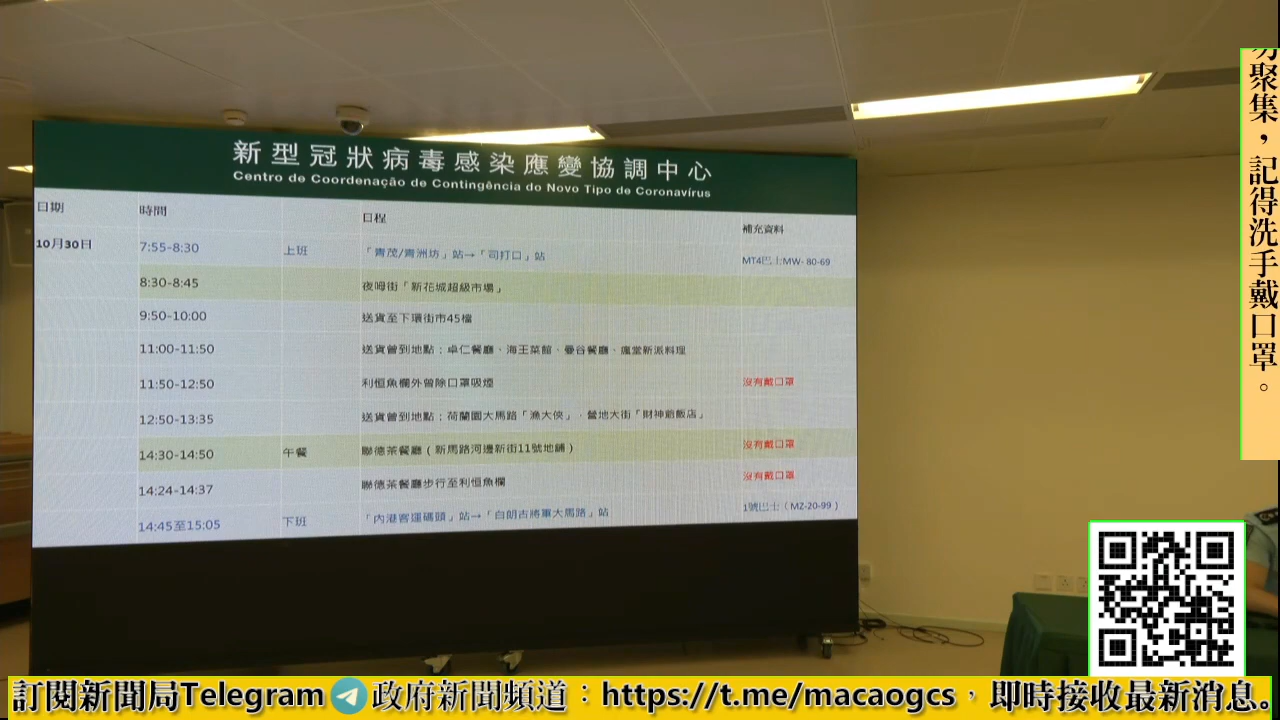 新型冠狀病毒感染應變協調中心
Centro de Coordenação de Contingência do Novo Tipo de Coronavírus
日期 時間 日程 補充資料
10月30日 7:55-8:30 上班 「青茂/青洲坊」站→「司打口」站 MT4巴士MW- 80-69
8:30-8:45 夜呣街「新花城超級市場」
9:50-10:00 送貨至下環街市45檔
11:00-11:50 送貨曾到地點：卓仁餐廳、海王菜館、曼谷餐廳、瘋堂新派料理
11:50-12:50 利恒魚欄外曾除口罩吸煙 沒有戴口罩
12:50-13:35 送貨曾到地點：荷蘭園大馬路「漁大俠」、營地大街「財神爺飯店」
14:30-14:50 午餐 聯德茶餐廳（新馬路河邊新街11號地舖） 沒有戴口罩
14:24-14:37 聯德茶餐廳步行至利恒魚欄 沒有戴口罩
14:45至15:05 下班 「內港客運碼頭」站→「白朗古將軍大馬路」站 1號巴士（MZ-20-99）
勿聚集，記得洗手戴口罩。
訂閱新聞局Telegram 政府新聞頻道：https://t.me/macaogcs，即時接收最新消息。